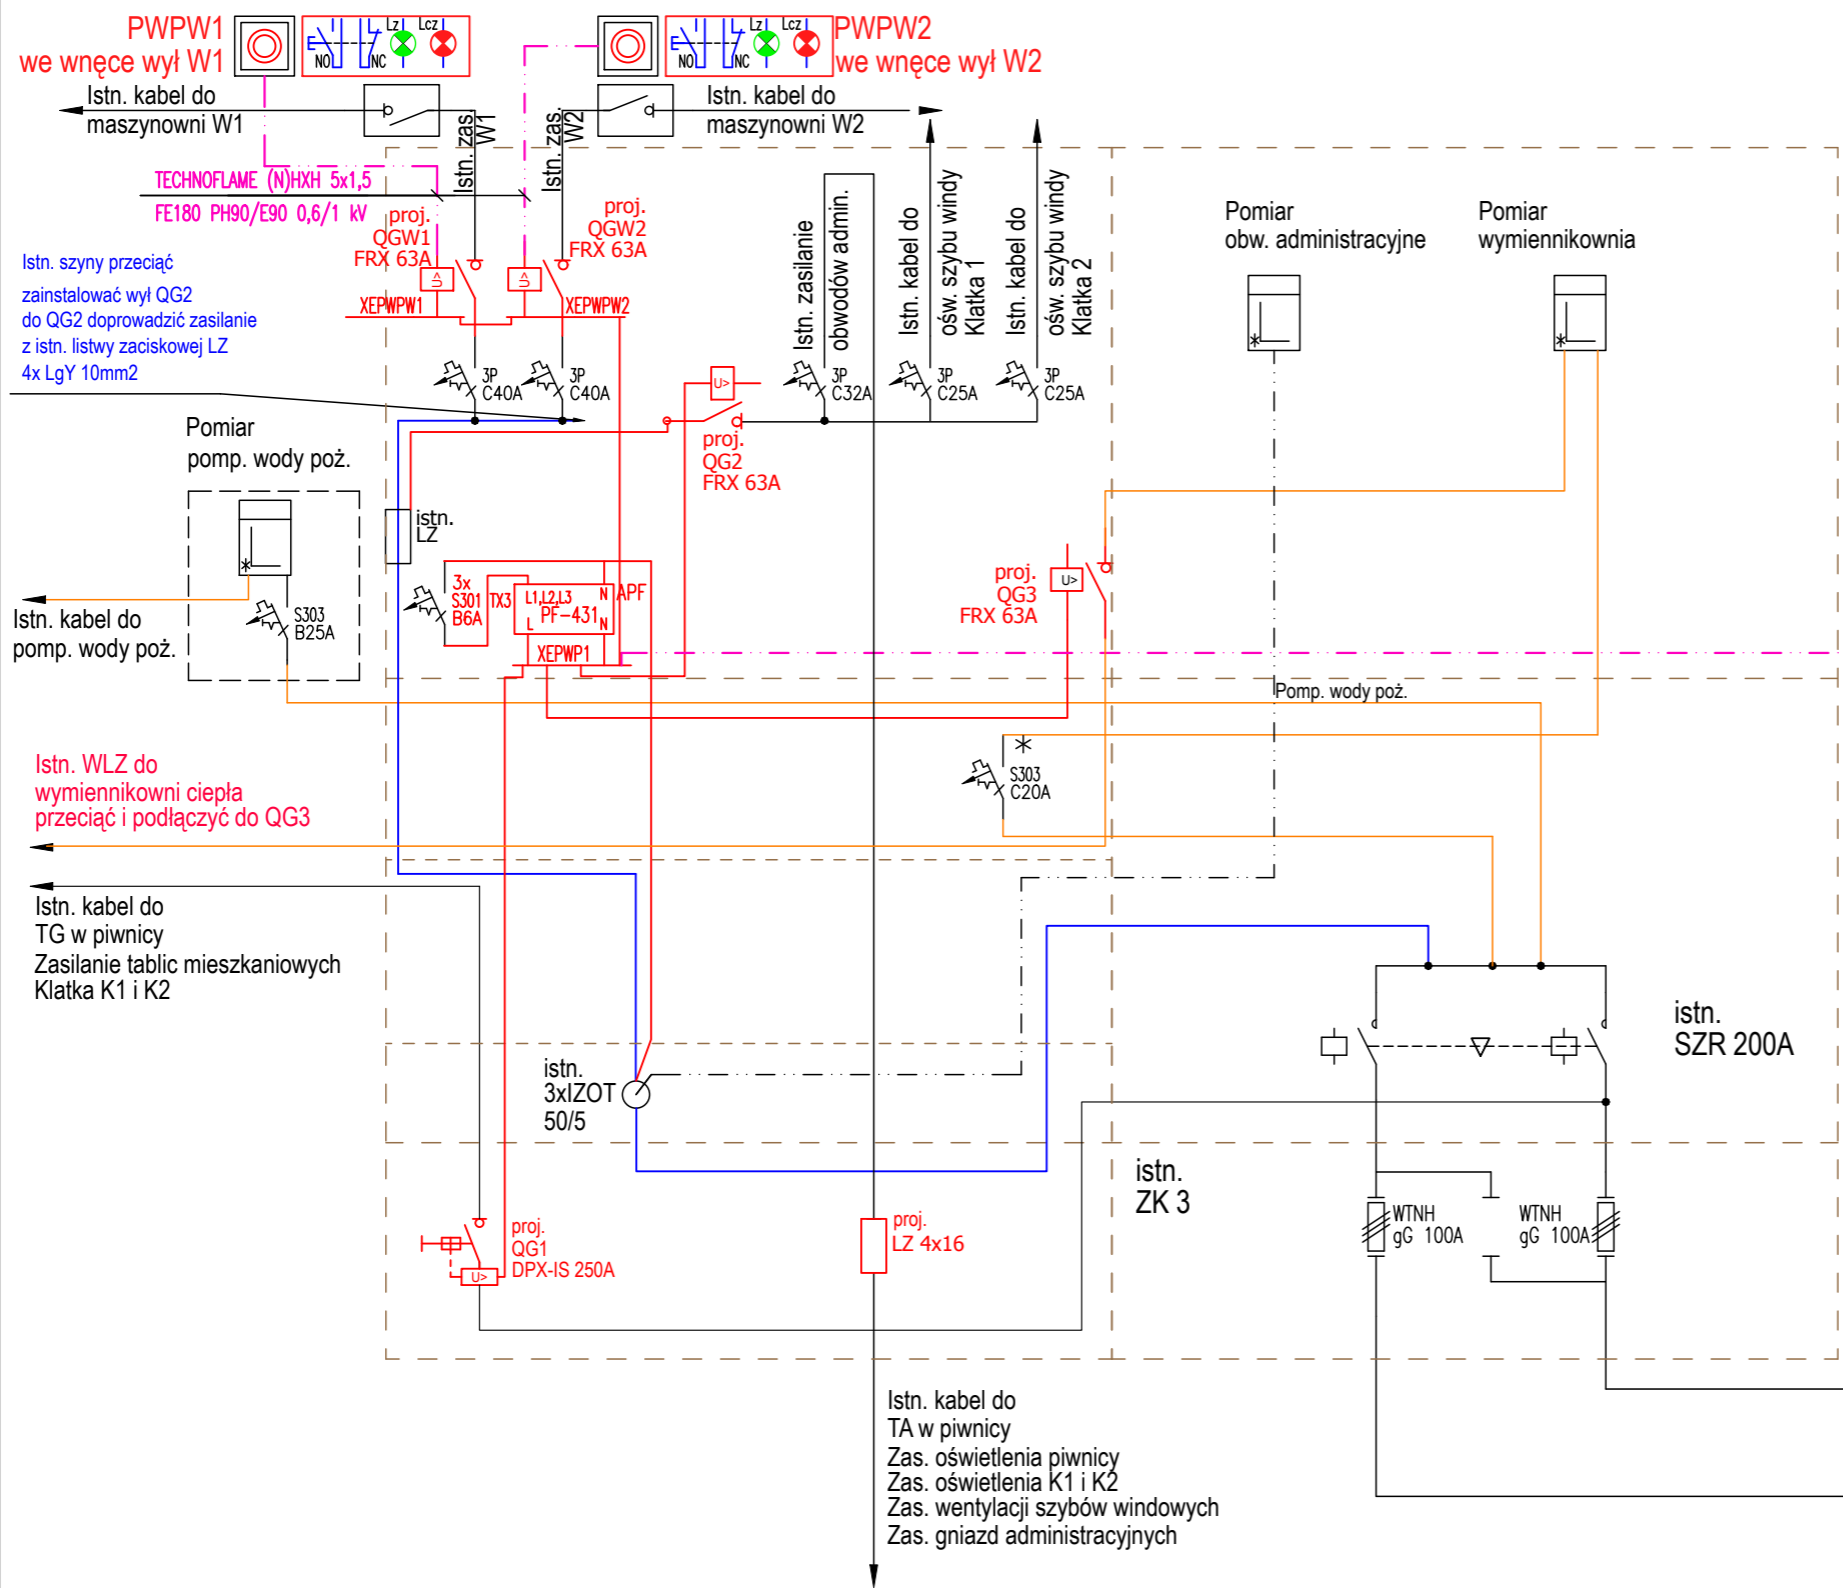 PWPW1
we wnęce wył W1
NO
NC
Lz
Lcz
NO
NC
Lz
Lcz
PWPW2
we wnęce wył W2
Istn. kabel do
maszynowni W1
Istn. zas.
W1
Istn. zas.
W2
Istn. kabel do
maszynowni W2
TECHNOFLAME (N)HXH 5x1,5
FE180 PH90/E90 0,6/1 kV
proj.
QGW1
FRX 63A
U>
XEPWPW1
proj.
QGW2
FRX 63A
U>
XEPWPW2
Istn. szyny przeciąć
zainstalować wył QG2
do QG2 doprowadzić zasilanie
z istn. listwy zaciskowej LZ
4x LgY 10mm2
3P
C40A
3P
C40A
U>
proj.
QG2
FRX 63A
Istn. zasilanie
obwodów admin.
3P
C32A
Istn. kabel do
ośw. szybu windy
Klatka 1
3P
C25A
Istn. kabel do
ośw. szybu windy
Klatka 2
3P
C25A
Pomiar
obw. administracyjne
Pomiar
wymiennikownia
Pomiar
pomp. wody poż.
S303
B25A
Istn. kabel do
pomp. wody poż.
istn.
LZ
3x
S301
B6A
TX3
L1,L2,L3
N
PF-431
L
N
APF
XEPWP1
proj.
QG3
FRX 63A
U>
Pomp. wody poż.
S303
C20A
Istn. WLZ do
wymiennikowni ciepła
przeciąć i podłączyć do QG3
Istn. kabel do
TG w piwnicy
Zasilanie tablic mieszkaniowych
Klatka K1 i K2
istn.
3xIZOT
50/5
istn.
SZR 200A
istn.
ZK 3
WTNH
gG 100A
WTNH
gG 100A
proj.
QG1
DPX-IS 250A
U>
proj.
LZ 4x16
Istn. kabel do
TA w piwnicy
Zas. oświetlenia piwnicy
Zas. oświetlenia K1 i K2
Zas. wentylacji szybów windowych
Zas. gniazd administracyjnych